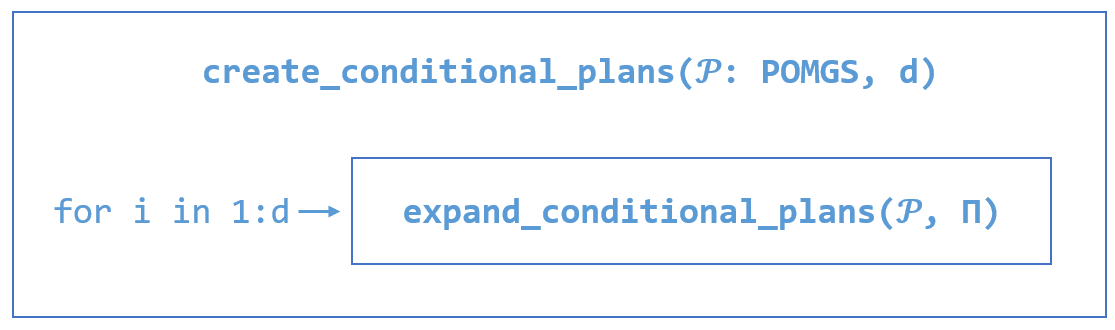 create_conditional_plans(𝒫: POMGS, d)
for i in 1:d
expand_conditional_plans(𝒫, Π)